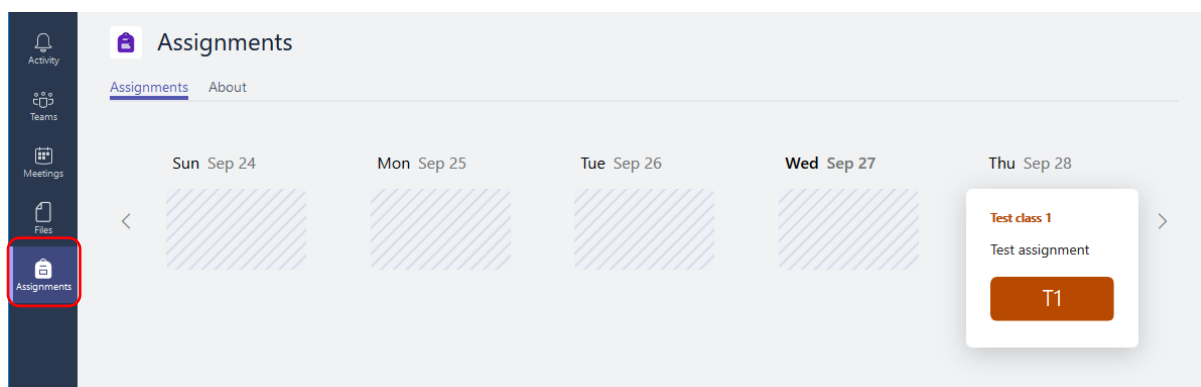 Activity
Teams
Meetings
Files
Assignments
Assignments
Assignments About
Sun Sep 24 Mon Sep 25 Tue Sep 26 Wed Sep 27 Thu Sep 28
Test class 1
Test assignment
T1